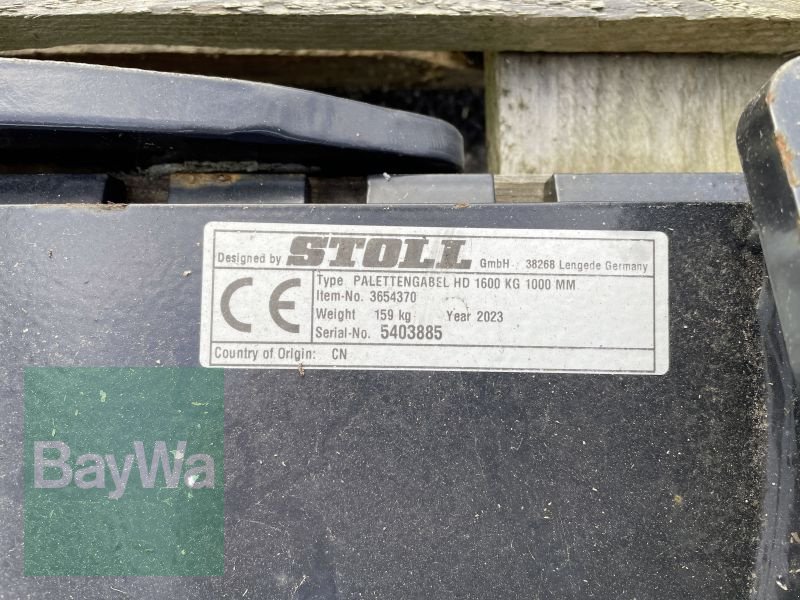 Designed by STOLL GmbH 38268 Lengede Germany
CE
Type PALETTENGABEL HD 1600 KG 1000 MM
Item-No. 3654370
Weight 159 kg Year 2023
Serial-No. 5403885
Country of Origin: CN
BayWa